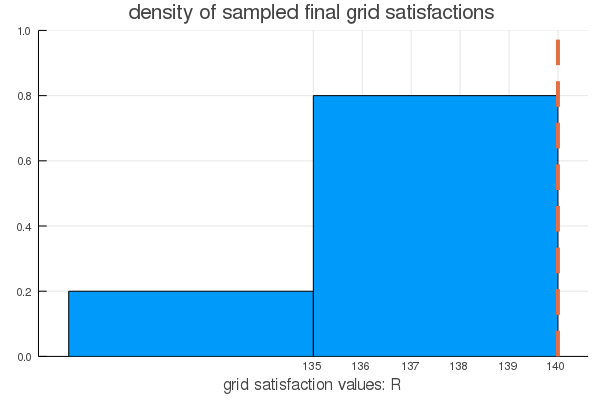 density of sampled final grid satisfactions
1.0
0.8
0.6
0.4
0.2
0.0
135 136 137 138 139 140
grid satisfaction values: R